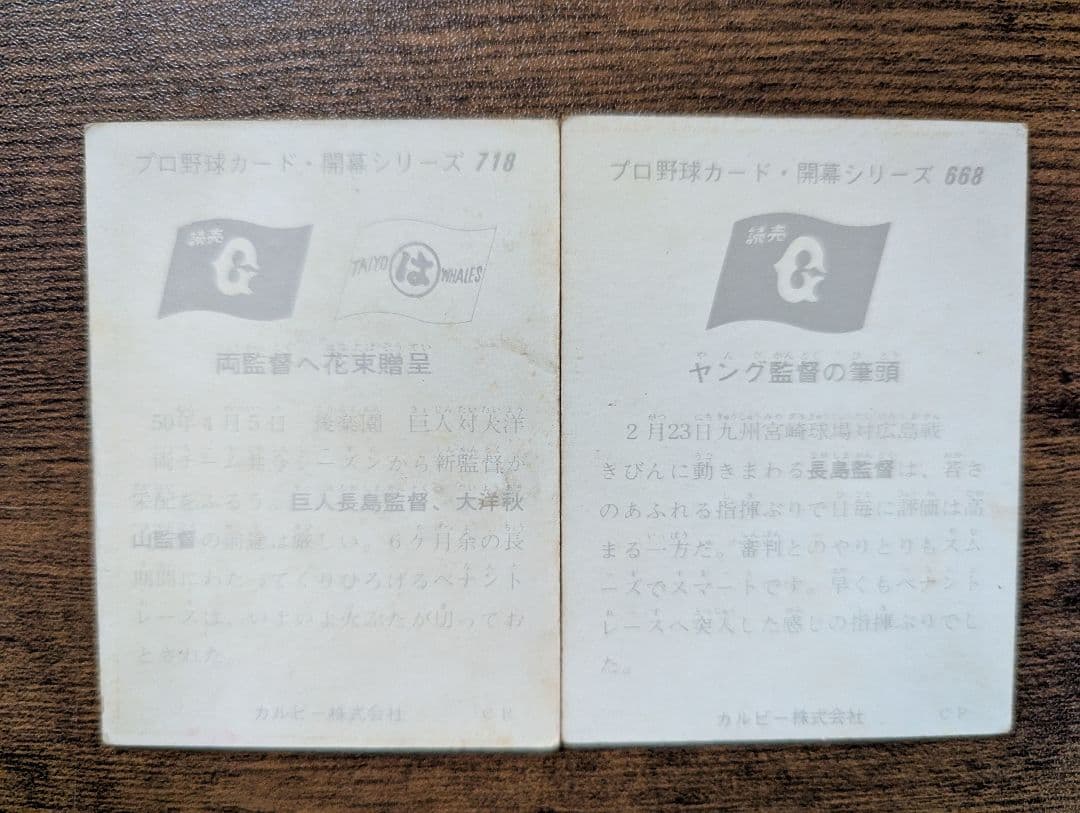 プロ野球カード・開幕シリーズ 718
読売
G
TAIYO は WHALES
両監督へ花束贈呈
50年4月5日 後楽園 巨人対大洋
両チーム共今シーズンから新監督が
采配をふるう。巨人長島監督、大洋秋
山監督の前途は厳しい。6ヶ月余の長
期間にわたってくりひろげるペナント
レースは、いよいよ火ぶたが切ってお
とされた。
カルビー株式会社
プロ野球カード・開幕シリーズ 668
読売
G
ヤング監督の筆頭
2月23日九州宮崎球場対広島戦
きびんに動きまわる長島監督は、若さ
のあふれる指揮ぶりで日毎に評価は高
まる一方だ。審判とのやりとりもスム
ーズでスマートです。早くもペナント
レースへ突入した感じの指揮ぶりでし
た。
カルビー株式会社